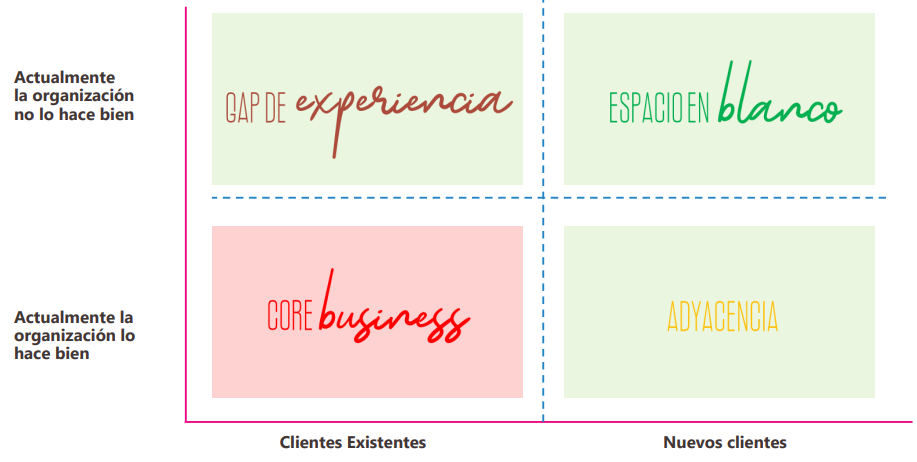 Actualmente
la organización
no lo hace bien
GAP DE experiencia
ESPACIO EN blanco
Actualmente la
organización lo
hace bien
CORE business
ADYACENCIA
Clientes Existentes
Nuevos clientes